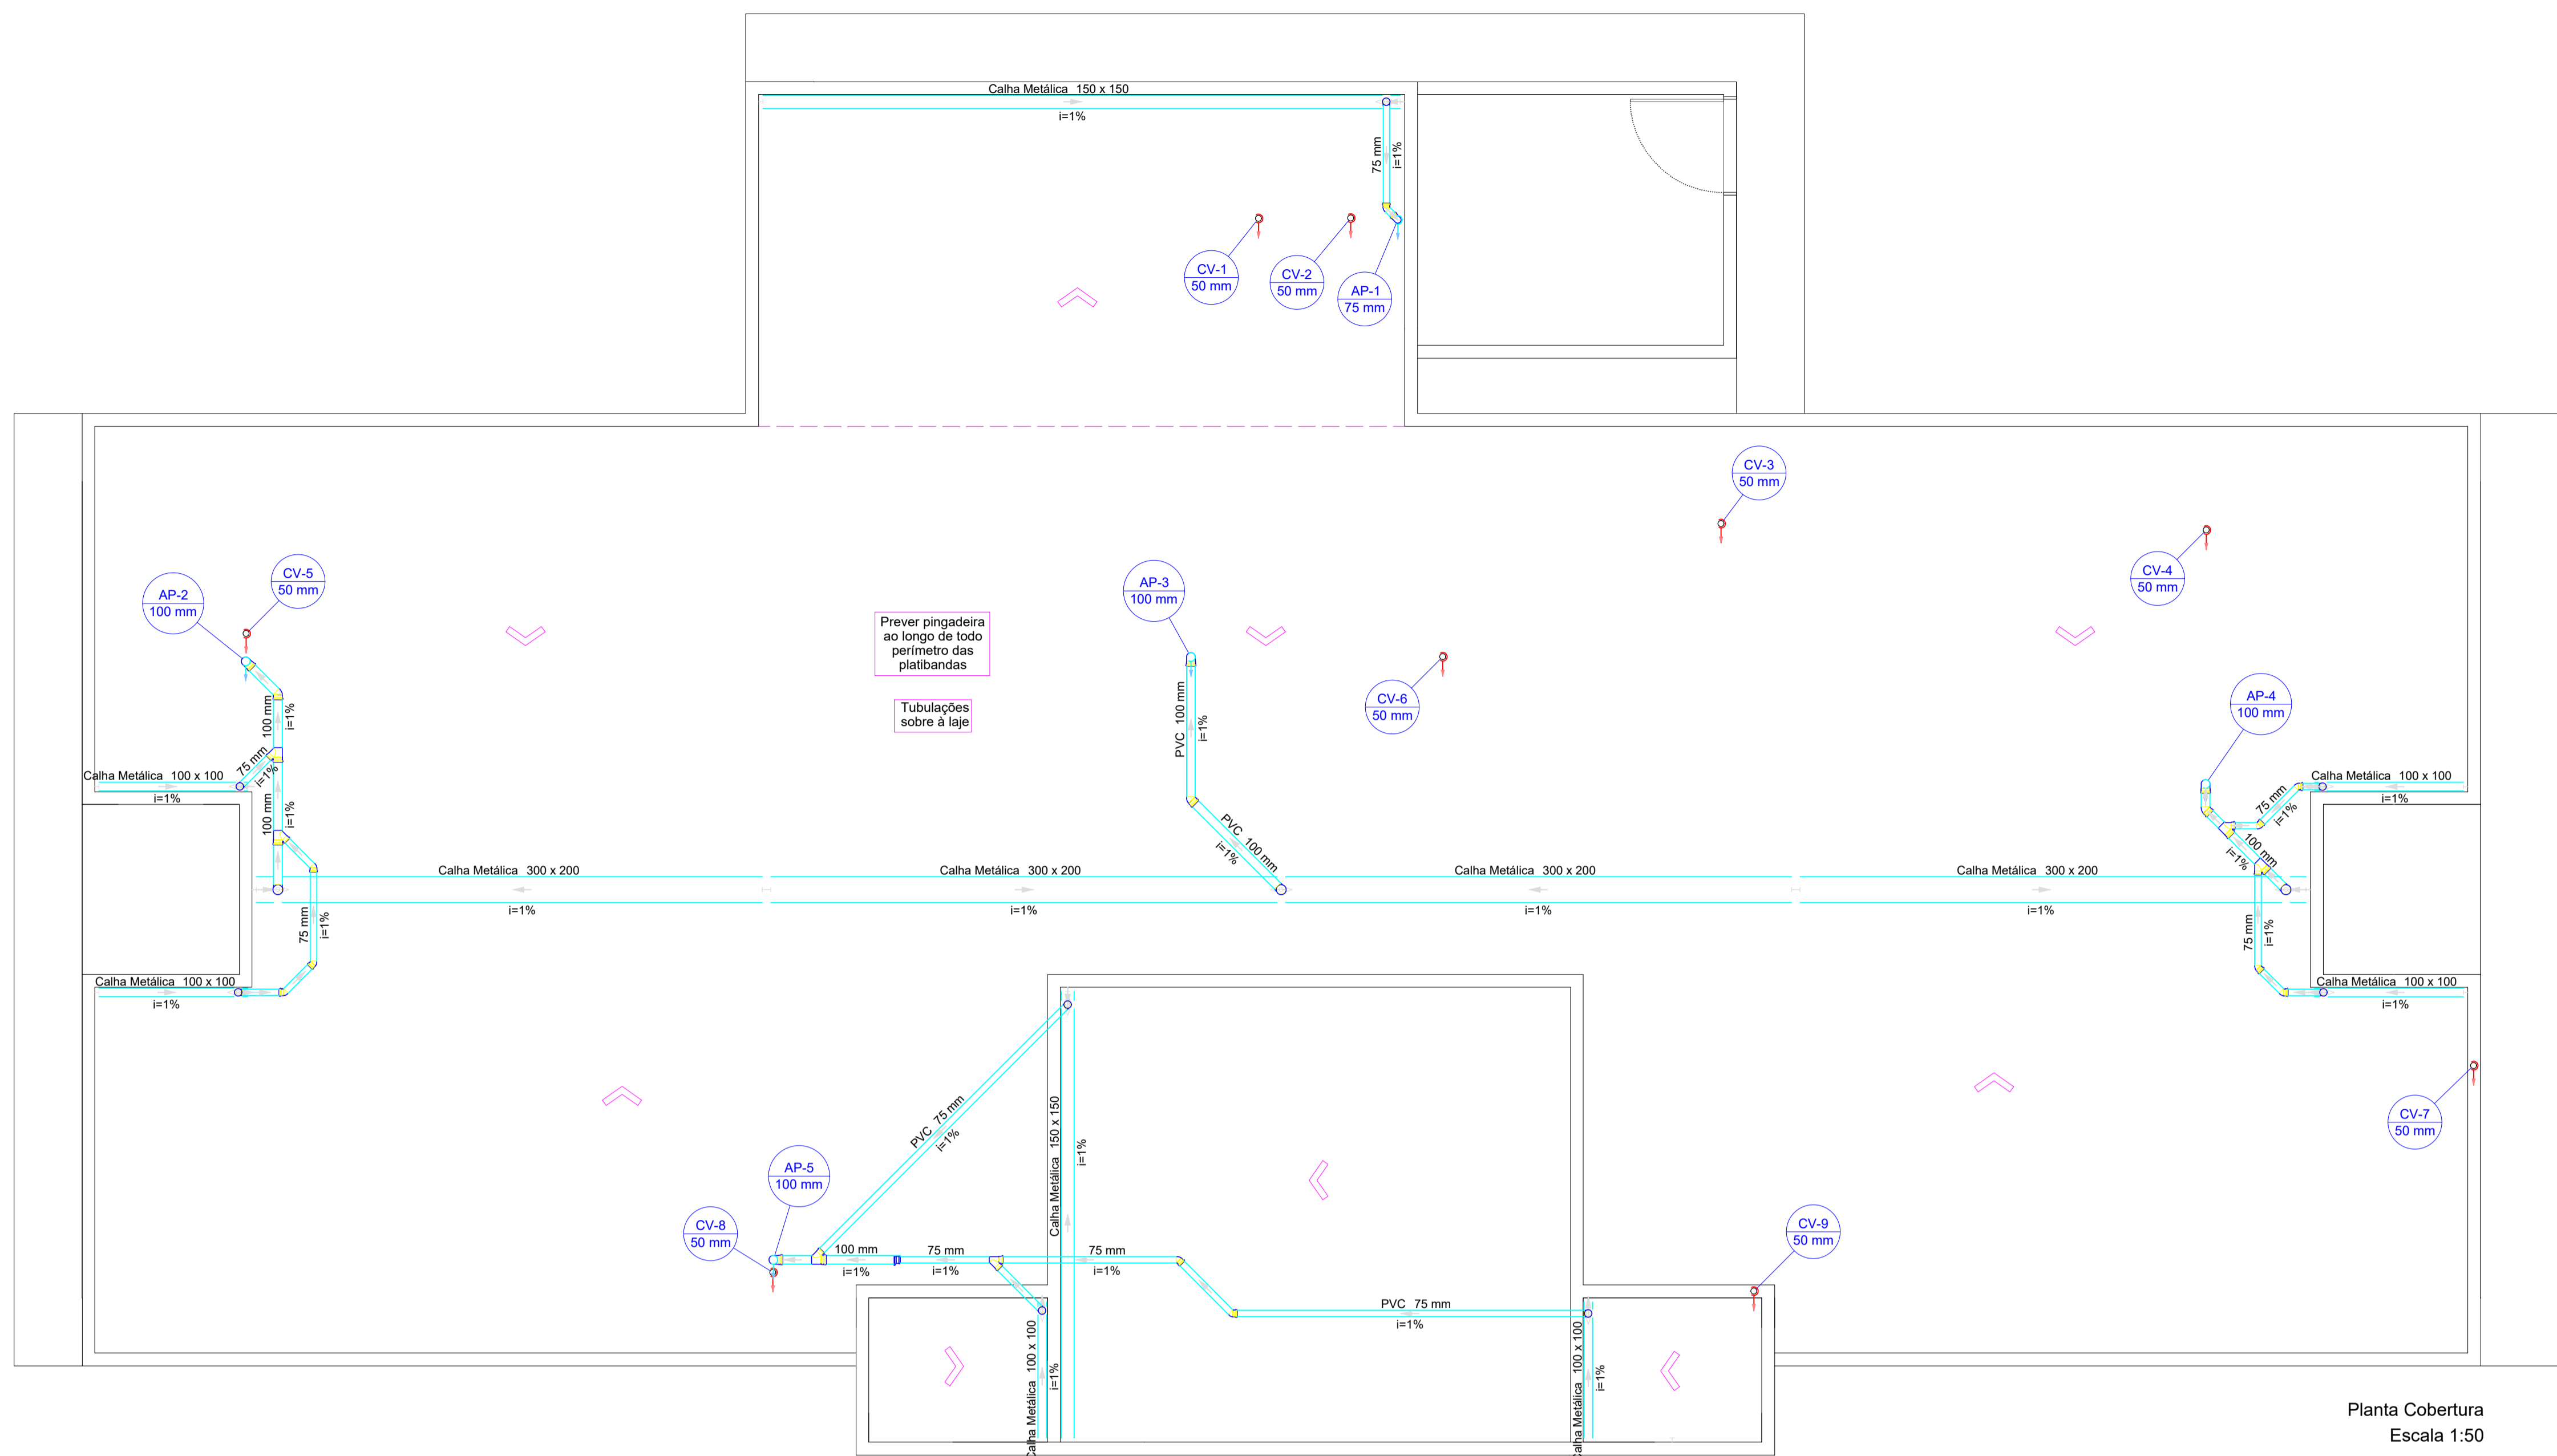 Calha Metálica 150 x 150
i=1%
75 mm
i=1%
CV-1
50 mm
CV-2
50 mm
AP-1
75 mm
CV-3
50 mm
CV-4
50 mm
CV-5
50 mm
AP-2
100 mm
AP-3
100 mm
Prever pingadeira
ao longo de todo
perímetro das
platibandas
Tubulações
sobre à laje
CV-6
50 mm
AP-4
100 mm
100 mm
i=1%
PVC 100 mm
i=1%
75 mm
i=1%
Calha Metálica 100 x 100
i=1%
Calha Metálica 100 x 100
i=1%
75 mm
i=1%
100 mm
i=1%
PVC 100 mm
i=1%
100 mm
i=1%
Calha Metálica 300 x 200
i=1%
Calha Metálica 300 x 200
i=1%
Calha Metálica 300 x 200
i=1%
Calha Metálica 300 x 200
i=1%
75 mm
i=1%
75 mm
i=1%
Calha Metálica 100 x 100
i=1%
Calha Metálica 100 x 100
i=1%
PVC 75 mm
i=1%
Calha Metálica 150 x 150
i=1%
CV-7
50 mm
AP-5
100 mm
CV-8
50 mm
CV-9
50 mm
100 mm
i=1%
75 mm
i=1%
75 mm
i=1%
PVC 75 mm
i=1%
Calha Metálica 100 x 100
i=1%
Calha Metálica 100 x 100
i=1%
Planta Cobertura
Escala 1:50